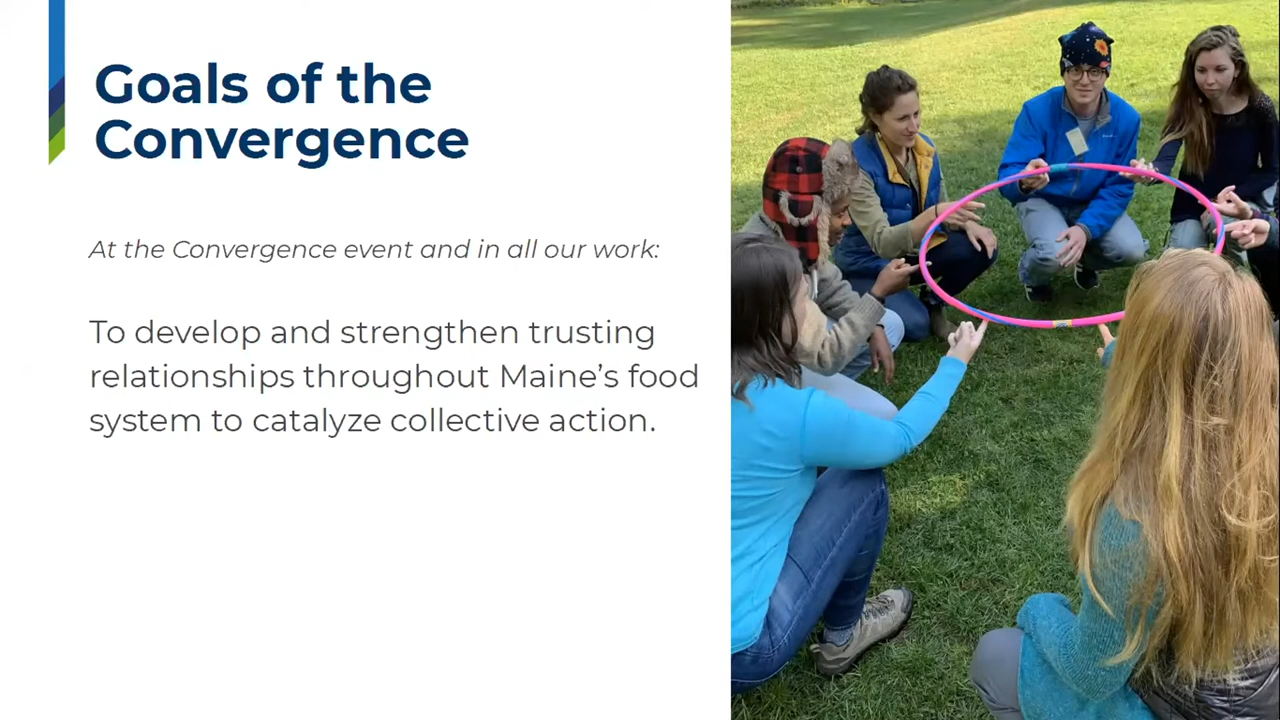 Goals of the
Convergence
At the Convergence event and in all our work:
To develop and strengthen trusting
relationships throughout Maine’s food
system to catalyze collective action.